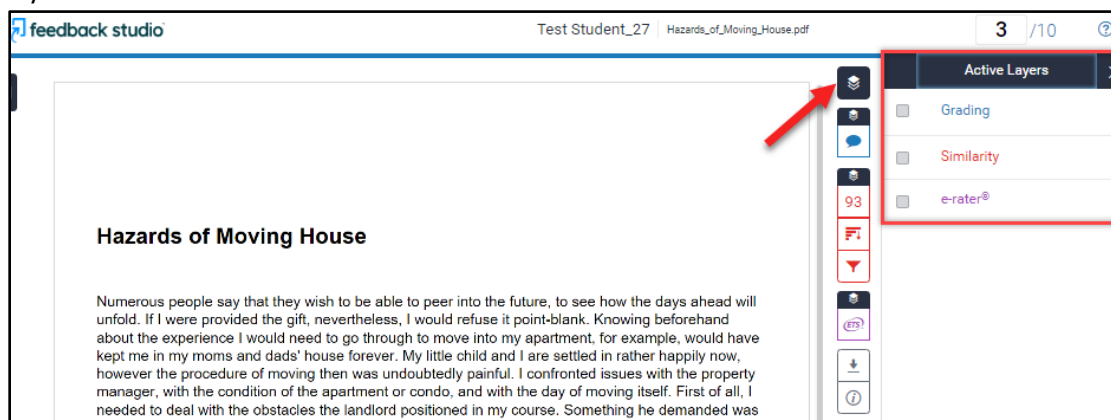 feedback studio
Test Student_27 Hazards_of_Moving_House.pdf
3 /10 ?
Active Layers
Grading
Similarity
e-rater®
93
ETS
i
Hazards of Moving House
Numerous people say that they wish to be able to peer into the future, to see how the days ahead will
unfold. If I were provided the gift, nevertheless, I would refuse it point-blank. Knowing beforehand
about the experience I would need to go through to move into my apartment, for example, would have
kept me in my moms and dads' house forever. My little child and I are settled in rather happily now,
however the procedure of moving then was undoubtedly painful. I confronted issues with the property
manager, with the condition of the apartment or condo, and with the day of moving itself. First of all, I
needed to deal with the obstacles the landlord positioned in my course. Something he demanded was